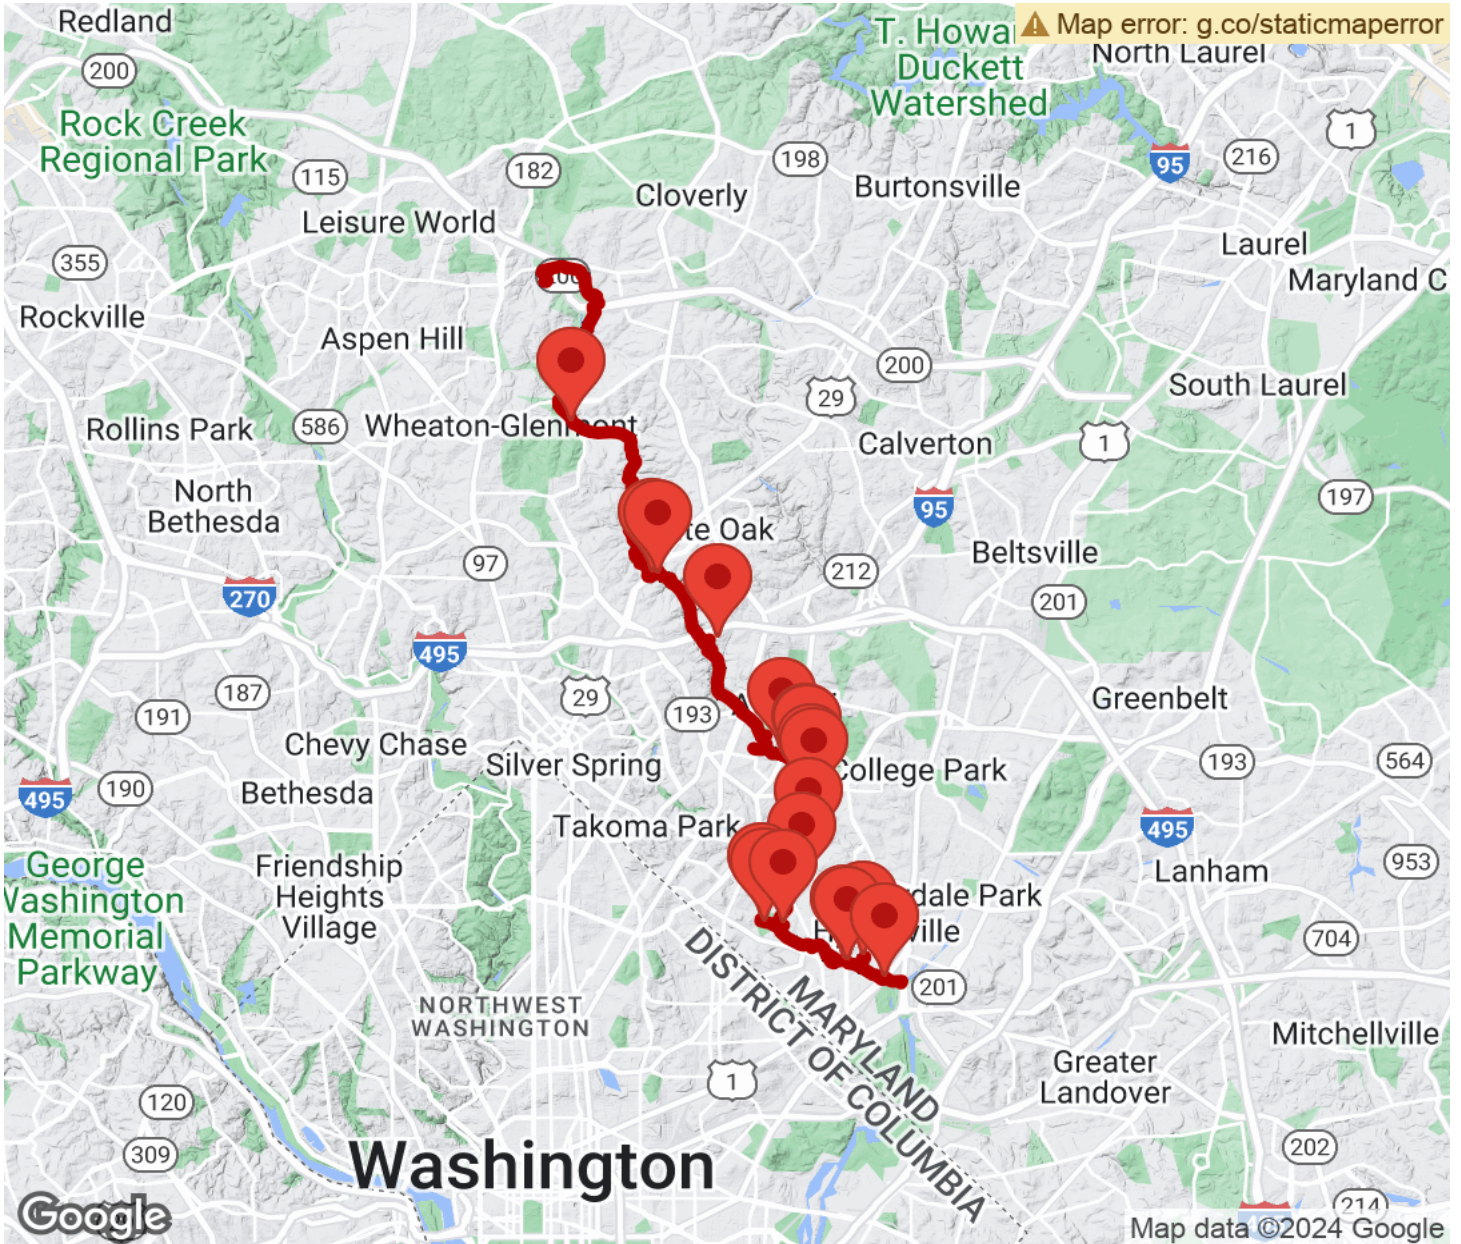 Redland
T. Howa
⚠ Map error: g.co/staticmaperror
North Laurel
200
Duckett
Watershed
Rock Creek
Regional Park
1
115
182
198
95
216
Cloverly
Burtonsville
Leisure World
Laurel
355
Maryland C
Rockville
Aspen Hill
200
29
South Laurel
Rollins Park
586
Wheaton-Glenmont
Calverton
1
North
Bethesda
95
197
te Oak
Beltsville
97
212
270
201
495
187
29
Greenbelt
191
193
Chevy Chase
Silver Spring
College Park
193
564
495
190
Bethesda
Takoma Park
495
George
Washington
Memorial
Parkway
Friendship
Heights
Village
Lanham
953
rdale Park
H
ville
704
201
NORTHWEST
WASHINGTON
MARYLAND
DISTRICT OF COLUMBIA
Mitchellville
1
Greater
Landover
120
309
Washington
202
214
Google
Map data ©2024 Google